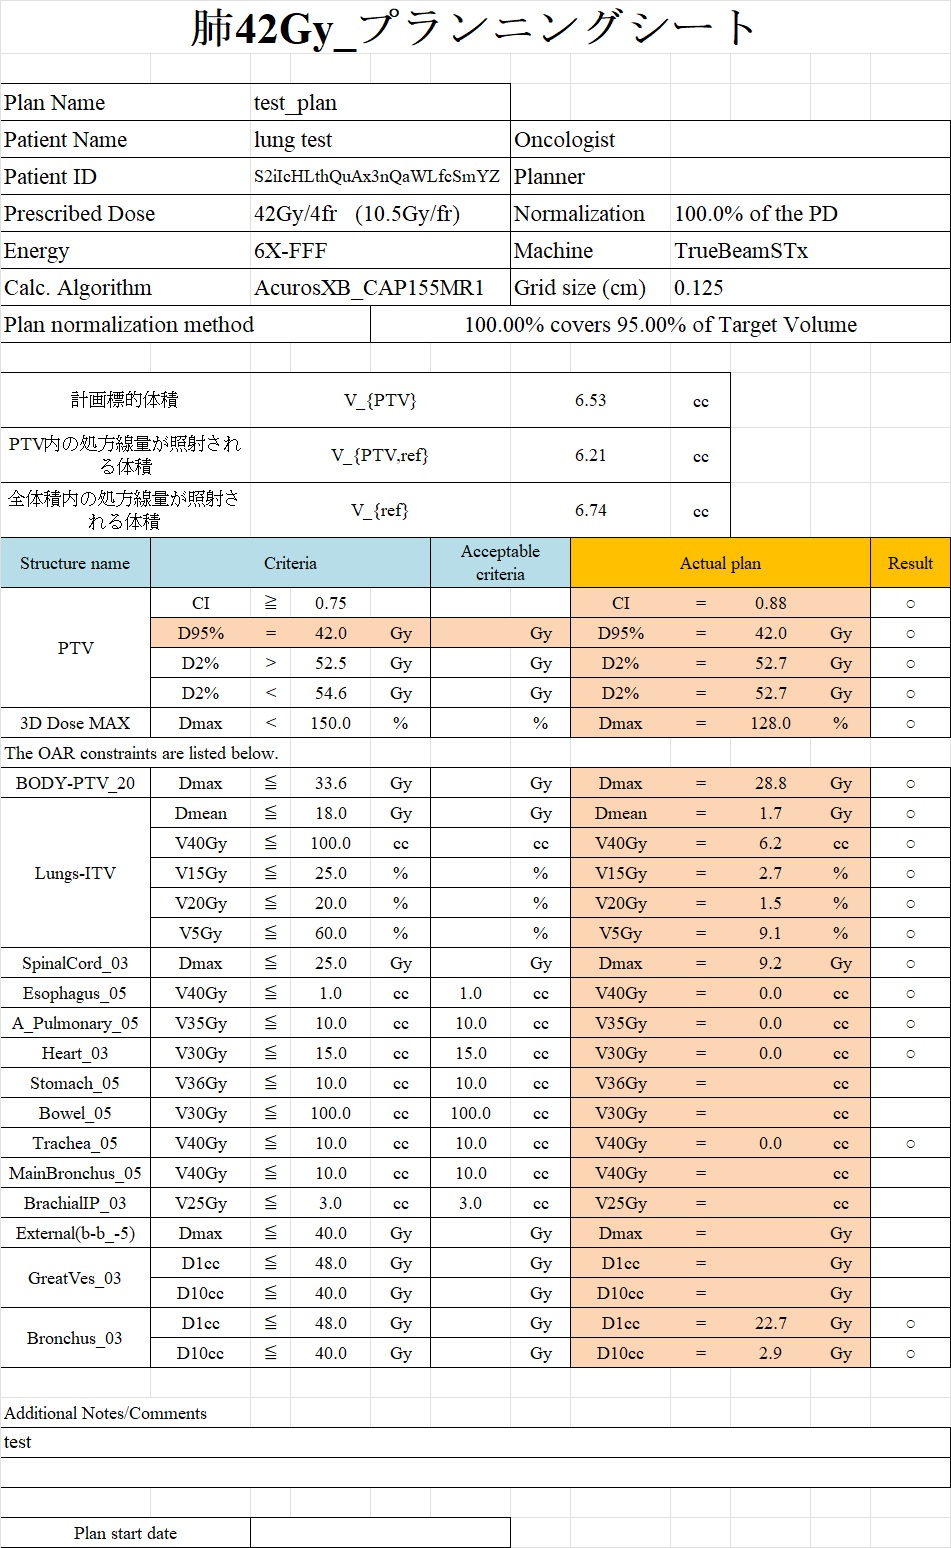 肺42Gy_プランニングシート
Plan Name test_plan
Patient Name lung test Oncologist
Patient ID S2iIcHLthQuAx3nQaWLfcSmYZ Planner
Prescribed Dose 42Gy/4fr (10.5Gy/fr) Normalization 100.0% of the PD
Energy 6X-FFF Machine TrueBeamSTx
Calc. Algorithm AcurosXB_CAP155MR1 Grid size (cm) 0.125
Plan normalization method 100.00% covers 95.00% of Target Volume
計画標的体積 V_{PTV} 6.53 cc
PTV内の処方線量が照射され
る体積 V_{PTV,ref} 6.21 cc
全体積内の処方線量が照射さ
れる体積 V_{ref} 6.74 cc
Structure name Criteria Acceptable criteria Actual plan Result
PTV CI ≧ 0.75 CI = 0.88 ○
D95% = 42.0 Gy Gy D95% = 42.0 Gy ○
D2% > 52.5 Gy Gy D2% = 52.7 Gy ○
D2% < 54.6 Gy Gy D2% = 52.7 Gy ○
3D Dose MAX Dmax < 150.0 % % Dmax = 128.0 % ○
The OAR constraints are listed below.
BODY-PTV_20 Dmax ≦ 33.6 Gy Gy Dmax = 28.8 Gy ○
Lungs-ITV Dmean ≦ 18.0 Gy Gy Dmean = 1.7 Gy ○
V40Gy ≦ 100.0 cc cc V40Gy = 6.2 cc ○
V15Gy ≦ 25.0 % % V15Gy = 2.7 % ○
V20Gy ≦ 20.0 % % V20Gy = 1.5 % ○
V5Gy ≦ 60.0 % % V5Gy = 9.1 % ○
SpinalCord_03 Dmax ≦ 25.0 Gy Gy Dmax = 9.2 Gy ○
Esophagus_05 V40Gy ≦ 1.0 cc 1.0 cc V40Gy = 0.0 cc ○
A_Pulmonary_05 V35Gy ≦ 10.0 cc 10.0 cc V35Gy = 0.0 cc ○
Heart_03 V30Gy ≦ 15.0 cc 15.0 cc V30Gy = 0.0 cc ○
Stomach_05 V36Gy ≦ 10.0 cc 10.0 cc V36Gy = cc
Bowel_05 V30Gy ≦ 100.0 cc 100.0 cc V30Gy = cc
Trachea_05 V40Gy ≦ 10.0 cc 10.0 cc V40Gy = 0.0 cc ○
MainBronchus_05 V40Gy ≦ 10.0 cc 10.0 cc V40Gy = cc
BrachialIP_03 V25Gy ≦ 3.0 cc 3.0 cc V25Gy = cc
External(b-b_-5) Dmax ≦ 40.0 Gy Gy Dmax = Gy
GreatVes_03 D1cc ≦ 48.0 Gy Gy D1cc = Gy
D10cc ≦ 40.0 Gy Gy D10cc = Gy
Bronchus_03 D1cc ≦ 48.0 Gy Gy D1cc = 22.7 Gy ○
D10cc ≦ 40.0 Gy Gy D10cc = 2.9 Gy ○
Additional Notes/Comments
test
Plan start date